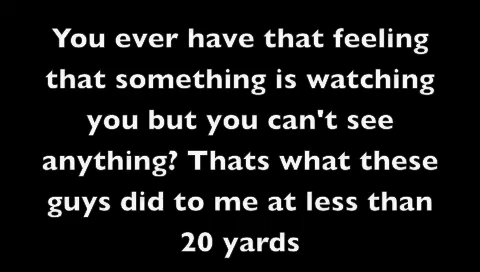 You ever have that feeling
that something is watching
you but you can't see
anything? Thats what these
guys did to me at less than
20 yards